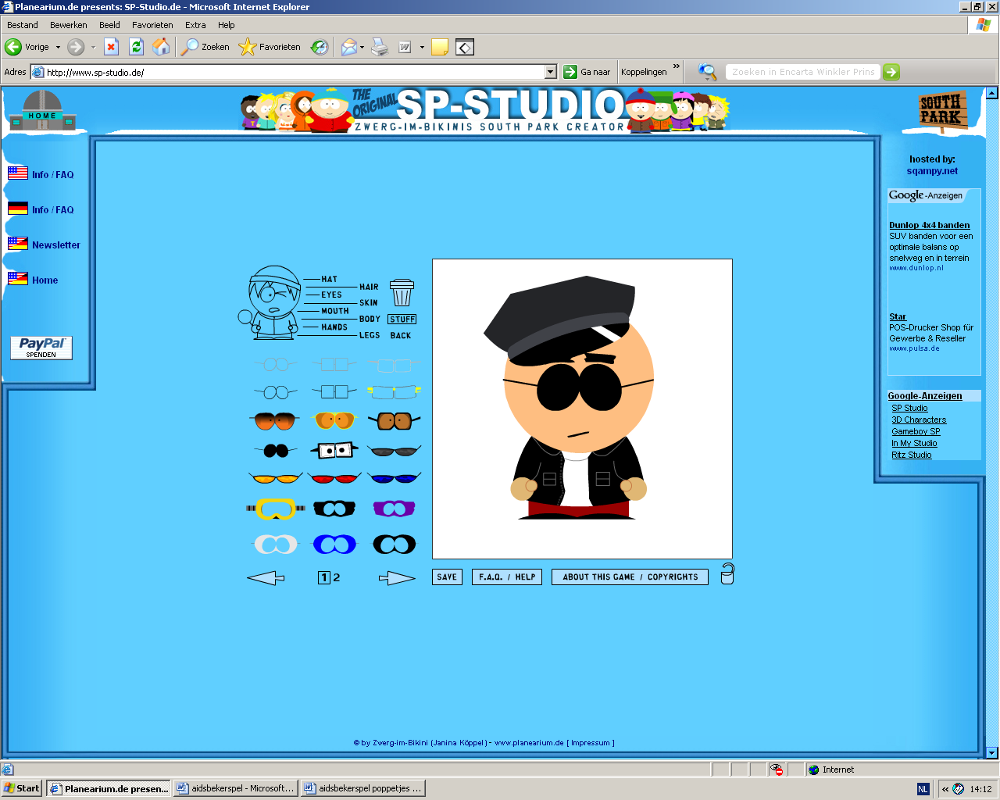 Planearium.de presents: SP-Studio.de - Microsoft Internet Explorer
Bestand Bewerken Beeld Favorieten Extra Help
Vorige Zoeken Favorieten
Adres http://www.sp-studio.de/ Ga naar Koppelingen » Zoeken in Encarta Winkler Prins
HOME
THE ORIGINAL SP-STUDIO
ZWERG-IM-BIKINIS SOUTH PARK CREATOR
SOUTH PARK
Info / FAQ
Info / FAQ
Newsletter
Home
PayPal
SPENDEN
HAT
HAIR
EYES
SKIN
MOUTH
BODY
HANDS
LEGS
STUFF
BACK
1 2
SAVE
F.A.Q. / HELP
ABOUT THIS GAME / COPYRIGHTS
hosted by:
sqampy.net
Google-Anzeigen
Dunlop 4x4 banden
SUV banden voor een
optimale balans op
snelweg en in terrein
www.dunlop.nl
Star
POS-Drucker Shop für
Gewerbe & Reseller
www.pulsa.de
Google-Anzeigen
SP Studio
3D Characters
Gameboy SP
In My Studio
Ritz Studio
© by Zwerg-im-Bikini (Janina Köppel) - www.planearium.de [ Impressum ]
Internet
Start Planearium.de presen... aidsbekerspel - Microsoft... aidsbekerspel poppetjes ... NL « 14:12